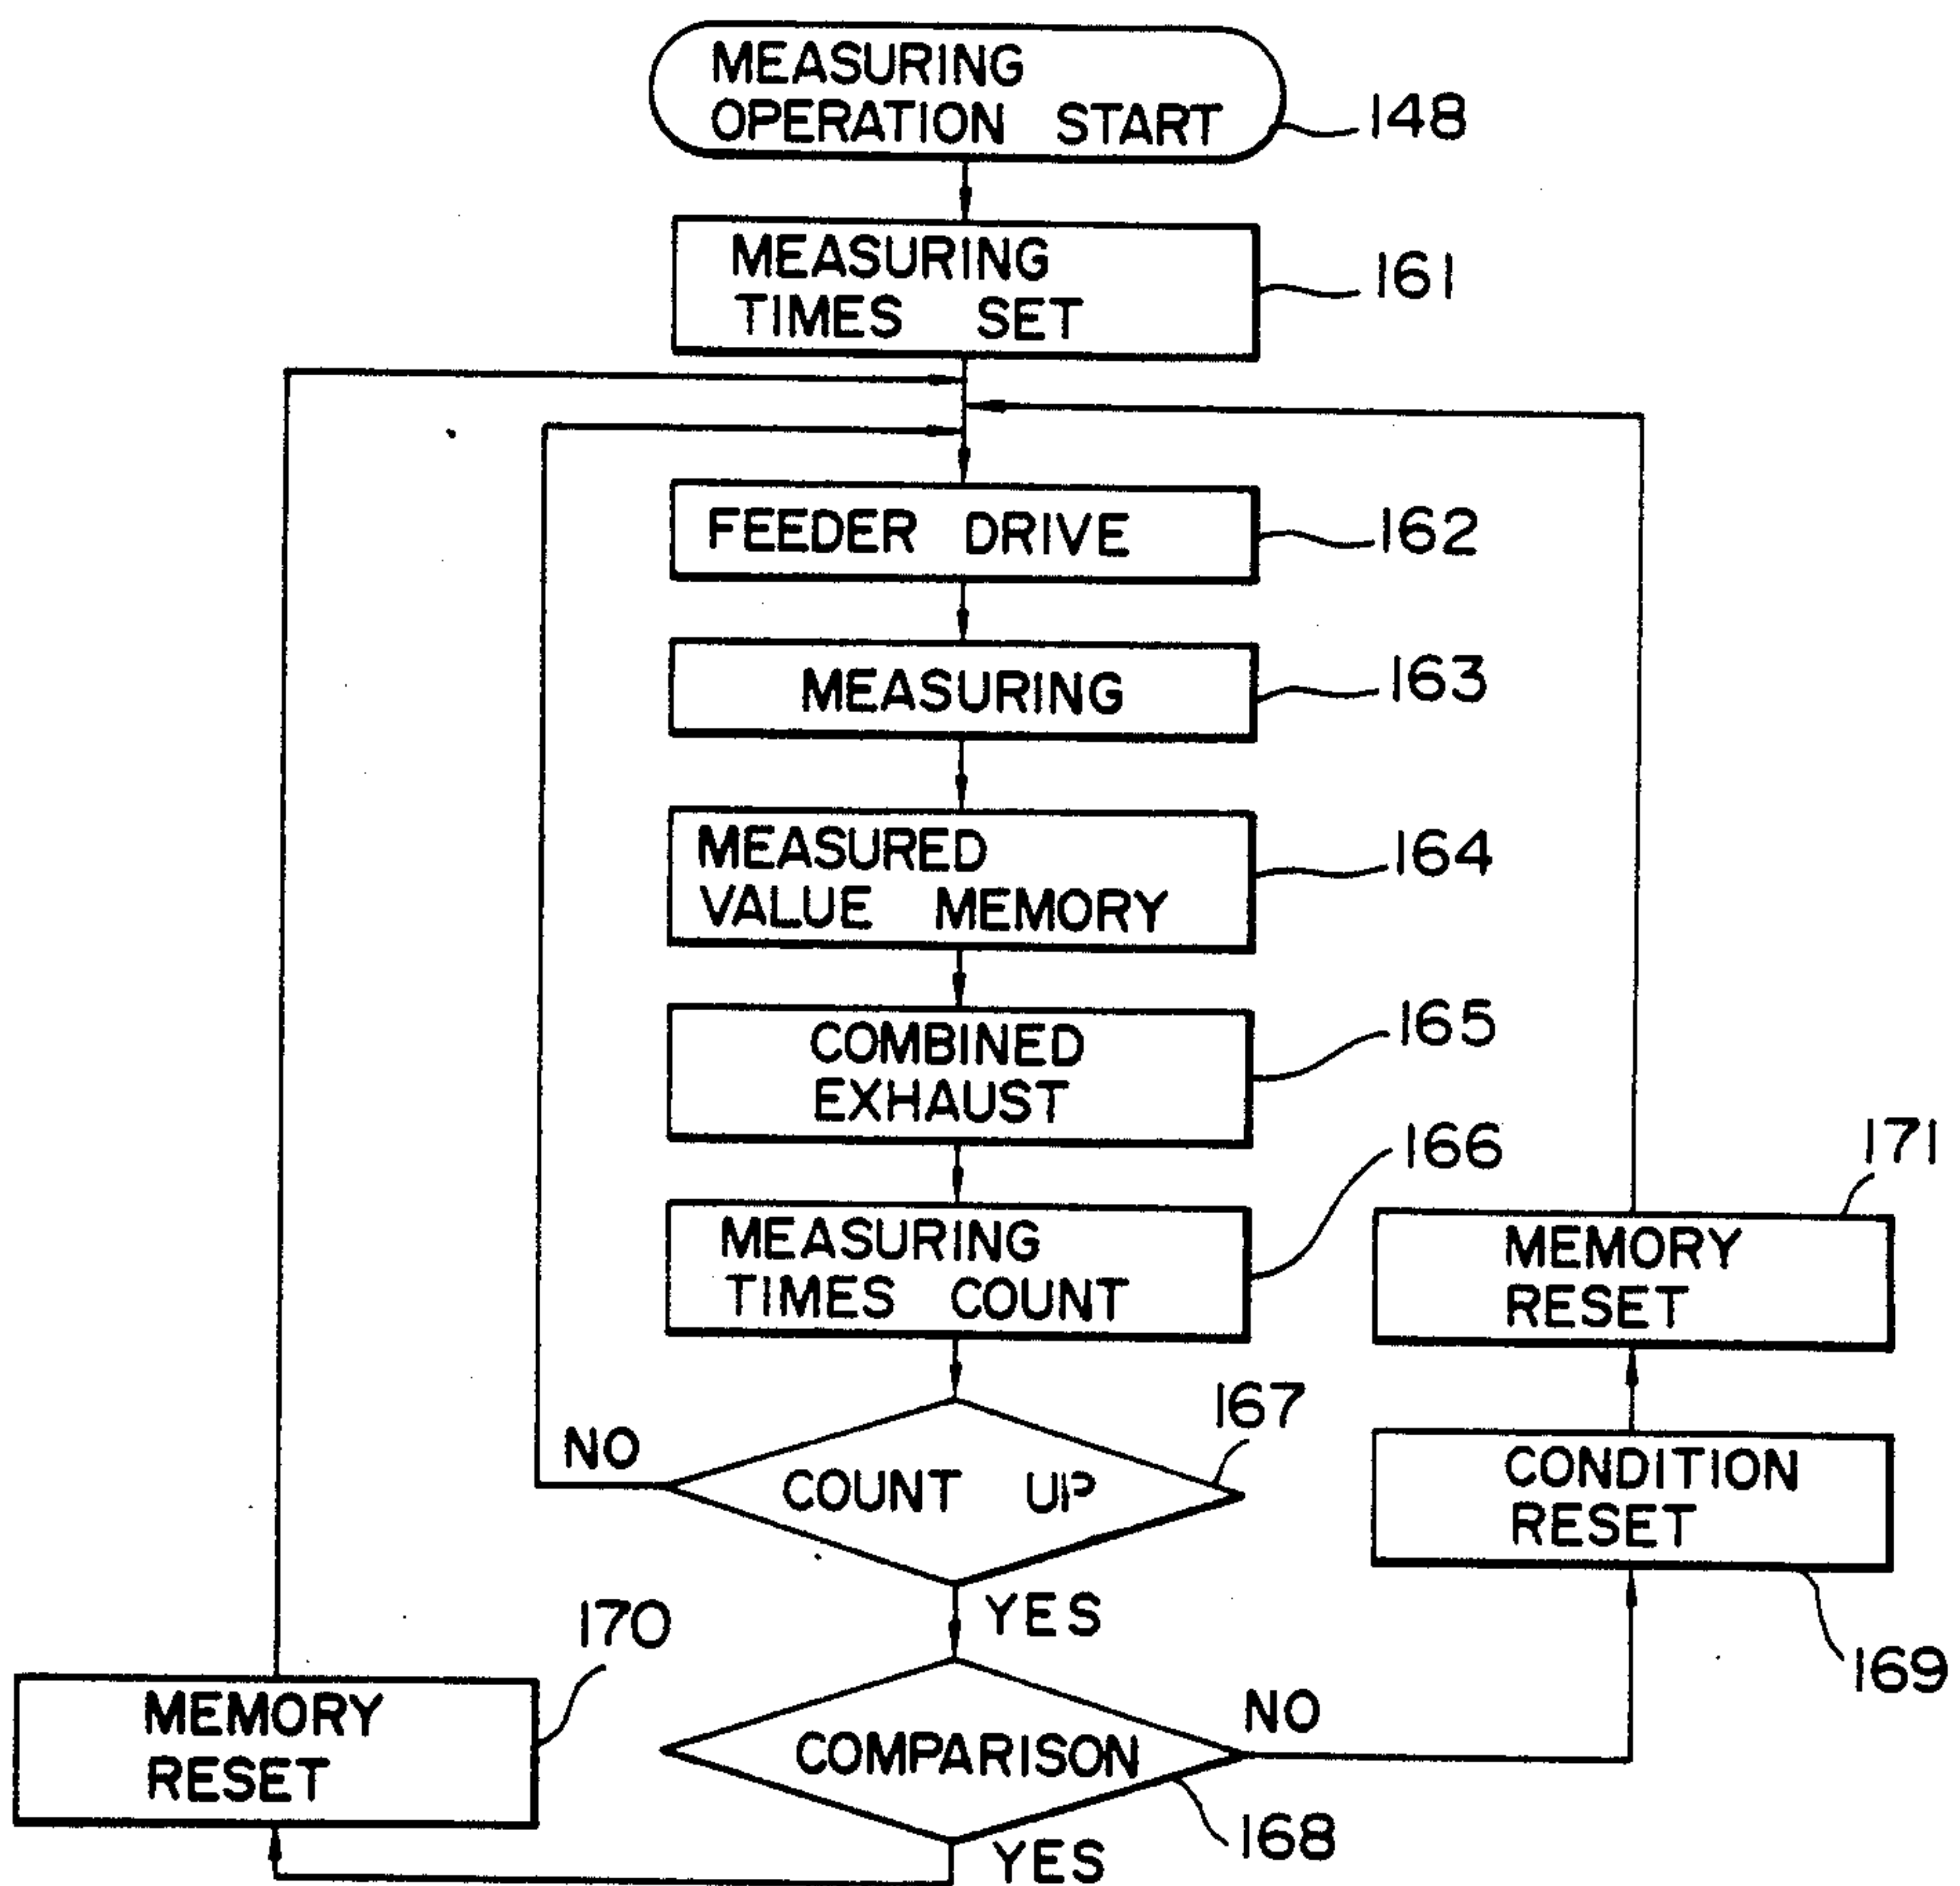 MEASURING
OPERATION START
148
MEASURING
TIMES SET
161
FEEDER DRIVE
162
MEASURING
163
MEASURED
VALUE MEMORY
164
COMBINED
EXHAUST
165
MEASURING
TIMES COUNT
166
171
MEMORY
RESET
NO
COUNT UP
167
CONDITION
RESET
169
YES
170
MEMORY
RESET
COMPARISON
NO
168
YES